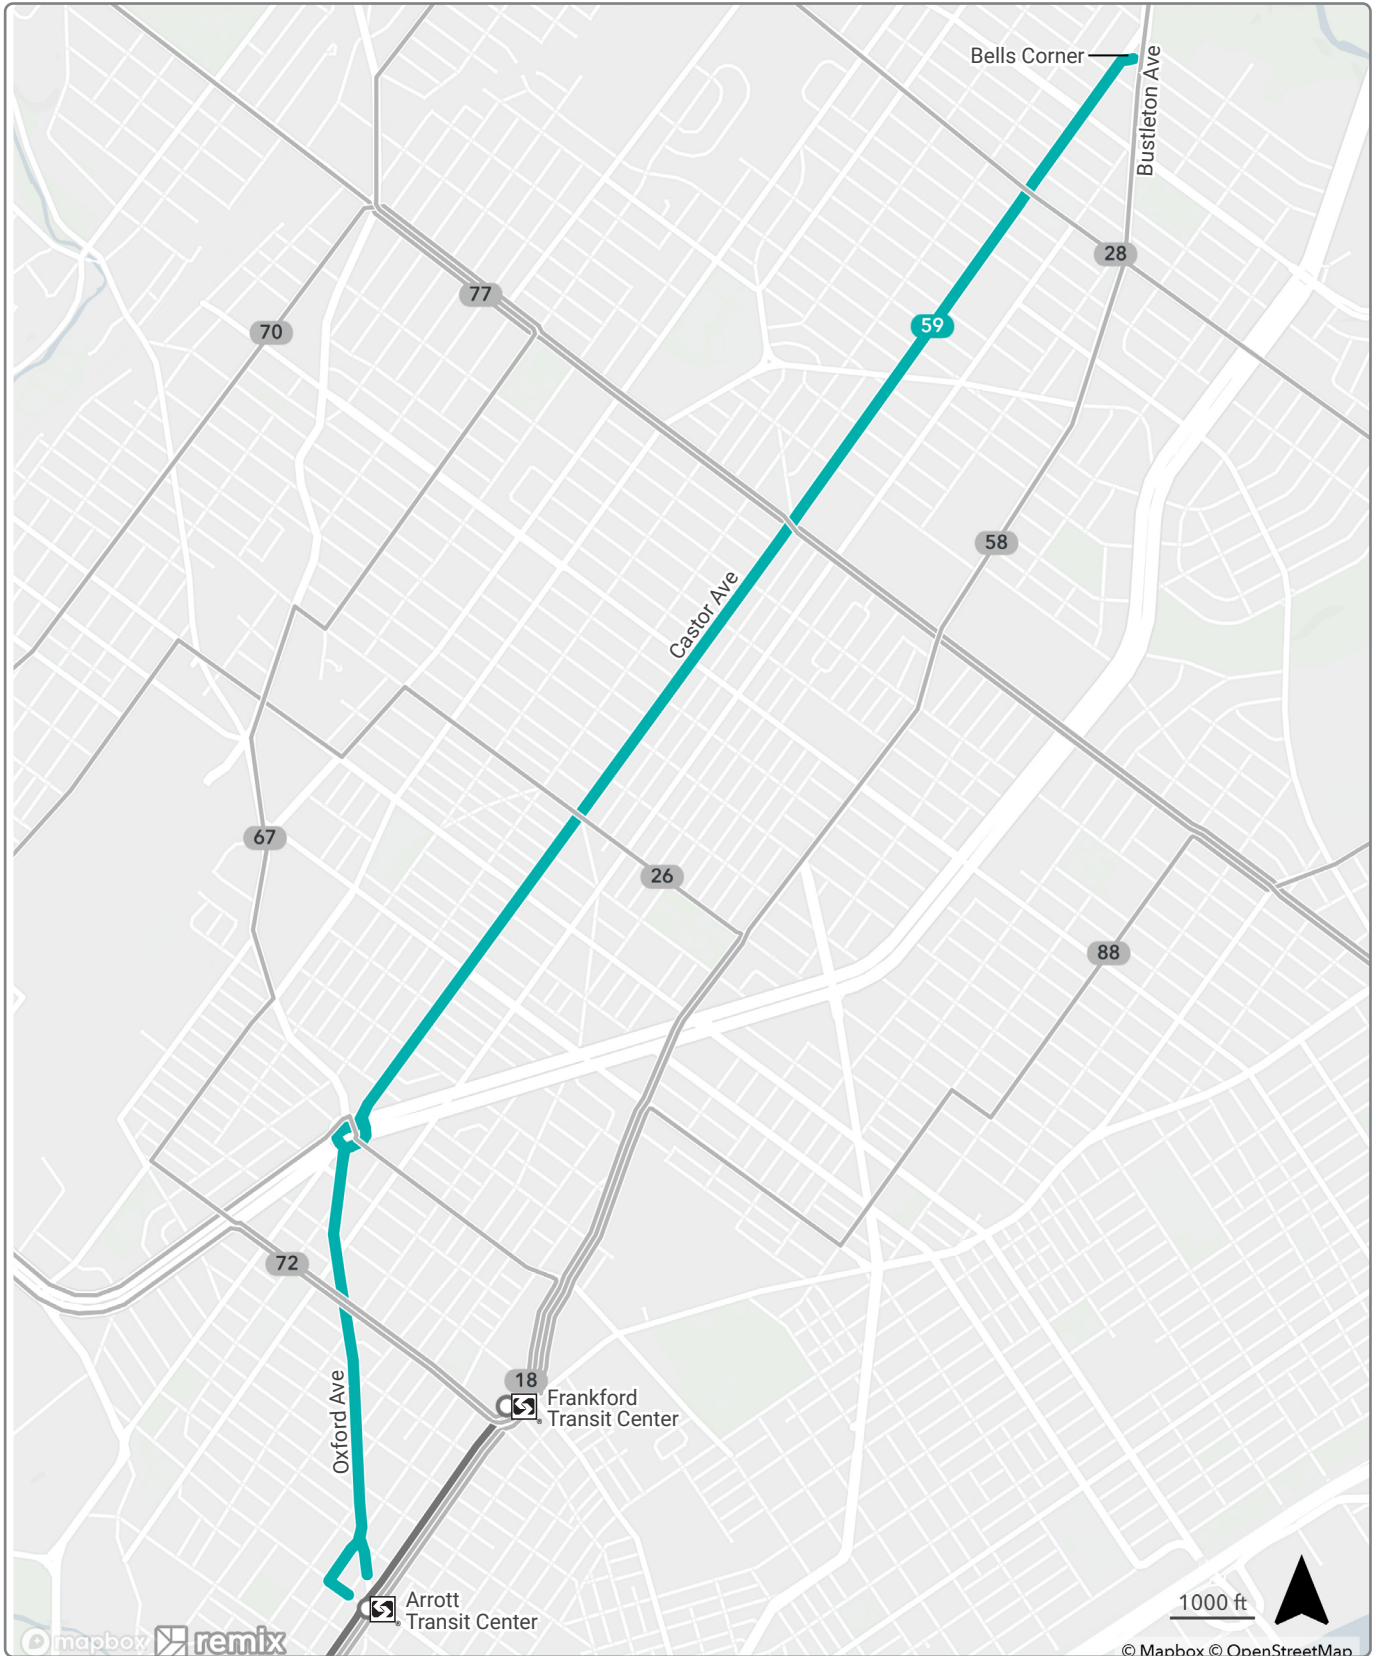 Bells Corner
Bustleton Ave
28
77
59
70
58
Castor Ave
67
26
88
72
18
Frankford
Transit Center
Oxford Ave
Arrott
Transit Center
1000 ft
mapbox remix
© Mapbox © OpenStreetMap